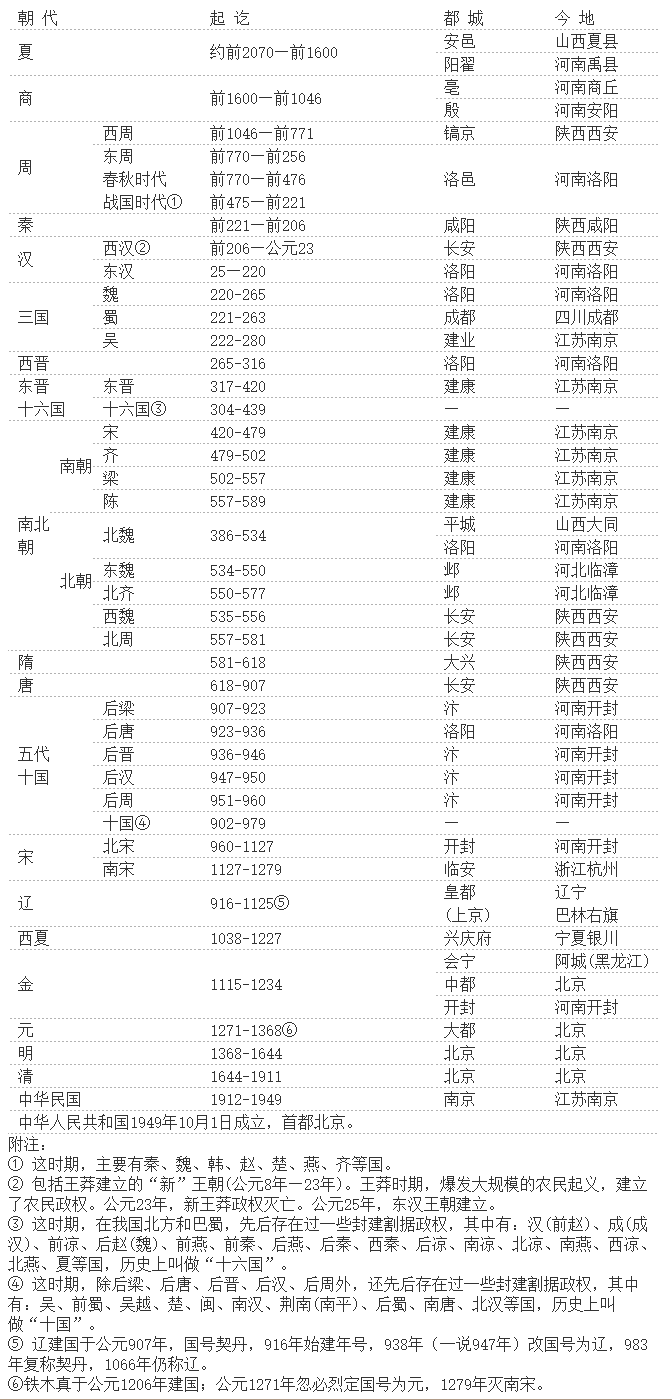 朝 代 起 讫 都 城 今 地
夏 约前2070—前1600 安邑 山西夏县
阳翟 河南禹县
商 前1600—前1046 亳 河南商丘
殷 河南安阳
周 西周 前1046—前771 镐京 陕西西安
东周 前770—前256
春秋时代 前770—前476 洛邑 河南洛阳
战国时代① 前475—前221
秦 前221—前206 咸阳 陕西咸阳
汉 西汉② 前206—公元23 长安 陕西西安
东汉 25—220 洛阳 河南洛阳
魏 220-265 洛阳 河南洛阳
三国 蜀 221-263 成都 四川成都
吴 222-280 建业 江苏南京
西晋 265-316 洛阳 河南洛阳
东晋 东晋 317-420 建康 江苏南京
十六国 十六国③ 304-439 — —
宋 420-479 建康 江苏南京
南朝 齐 479-502 建康 江苏南京
梁 502-557 建康 江苏南京
陈 557-589 建康 江苏南京
南北
朝 北魏 386-534 平城 山西大同
洛阳 河南洛阳
北朝 东魏 534-550 邺 河北临漳
北齐 550-577 邺 河北临漳
西魏 535-556 长安 陕西西安
北周 557-581 长安 陕西西安
隋 581-618 大兴 陕西西安
唐 618-907 长安 陕西西安
后梁 907-923 汴 河南开封
后唐 923-936 洛阳 河南洛阳
五代 后晋 936-946 汴 河南开封
十国 后汉 947-950 汴 河南开封
后周 951-960 汴 河南开封
十国④ 902-979 — —
宋 北宋 960-1127 开封 河南开封
南宋 1127-1279 临安 浙江杭州
辽 916-1125⑤ 皇都 辽宁
(上京) 巴林右旗
西夏 1038-1227 兴庆府 宁夏银川
会宁 阿城(黑龙江)
金 1115-1234 中都 北京
开封 河南开封
元 1271-1368⑥ 大都 北京
明 1368-1644 北京 北京
清 1644-1911 北京 北京
中华民国 1912-1949 南京 江苏南京
中华人民共和国1949年10月1日成立，首都北京。
附注：
① 这时期，主要有秦、魏、韩、赵、楚、燕、齐等国。
② 包括王莽建立的“新”王朝(公元8年—23年)。王莽时期，爆发大规模的农民起义，建立
了农民政权。公元23年，新王莽政权灭亡。公元25年，东汉王朝建立。
③ 这时期，在我国北方和巴蜀，先后存在过一些封建割据政权，其中有：汉(前赵)、成(成
汉)、前凉、后赵(魏)、前燕、前秦、后燕、后秦、西秦、后凉、南凉、北凉、南燕、西凉、
北燕、夏等国，历史上叫做“十六国”。
④ 这时期，除后梁、后唐、后晋、后汉、后周外，还先后存在过一些封建割据政权，其中
有：吴、前蜀、吴越、楚、闽、南汉、荆南(南平)、后蜀、南唐、北汉等国，历史上叫
做“十国”。
⑤ 辽建国于公元907年，国号契丹，916年始建年号，938年（一说947年）改国号为辽，983
年复称契丹，1066年仍称辽。
⑥铁木真于公元1206年建国；公元1271年忽必烈定国号为元，1279年灭南宋。